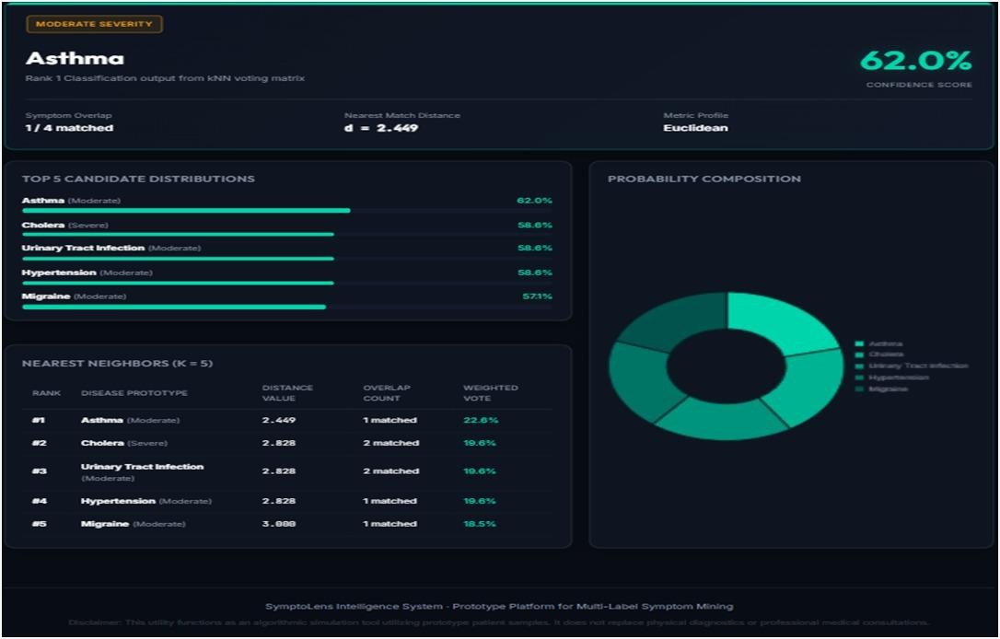 MODERATE SEVERITY
Asthma
62.0%
Rank 1 Classification output from kNN voting matrix
CONFIDENCE SCORE
Symptom Overlap
Nearest Match Distance
Metric Profile
1 / 4 matched
d = 2.449
Euclidean
TOP 5 CANDIDATE DISTRIBUTIONS
Asthma (Moderate) 62.0%
Cholera (Severe) 58.6%
Urinary Tract Infection (Moderate) 58.6%
Hypertension (Moderate) 58.6%
Migraine (Moderate) 57.1%
PROBABILITY COMPOSITION
Asthma
Cholera
Urinary Tract Infection
Hypertension
Migraine
NEAREST NEIGHBORS (K = 5)
RANK DISEASE PROTOTYPE DISTANCE VALUE OVERLAP COUNT WEIGHTED VOTE
#1 Asthma (Moderate) 2.449 1 matched 22.6%
#2 Cholera (Severe) 2.828 2 matched 19.6%
#3 Urinary Tract Infection (Moderate) 2.828 2 matched 19.6%
#4 Hypertension (Moderate) 2.828 1 matched 19.6%
#5 Migraine (Moderate) 3.000 1 matched 18.5%
SymptoLens Intelligence System · Prototype Platform for Multi-Label Symptom Mining
Disclaimer: This utility functions as an algorithmic simulation tool utilizing prototype patient samples. It does not replace physical diagnostics or professional medical consultations.